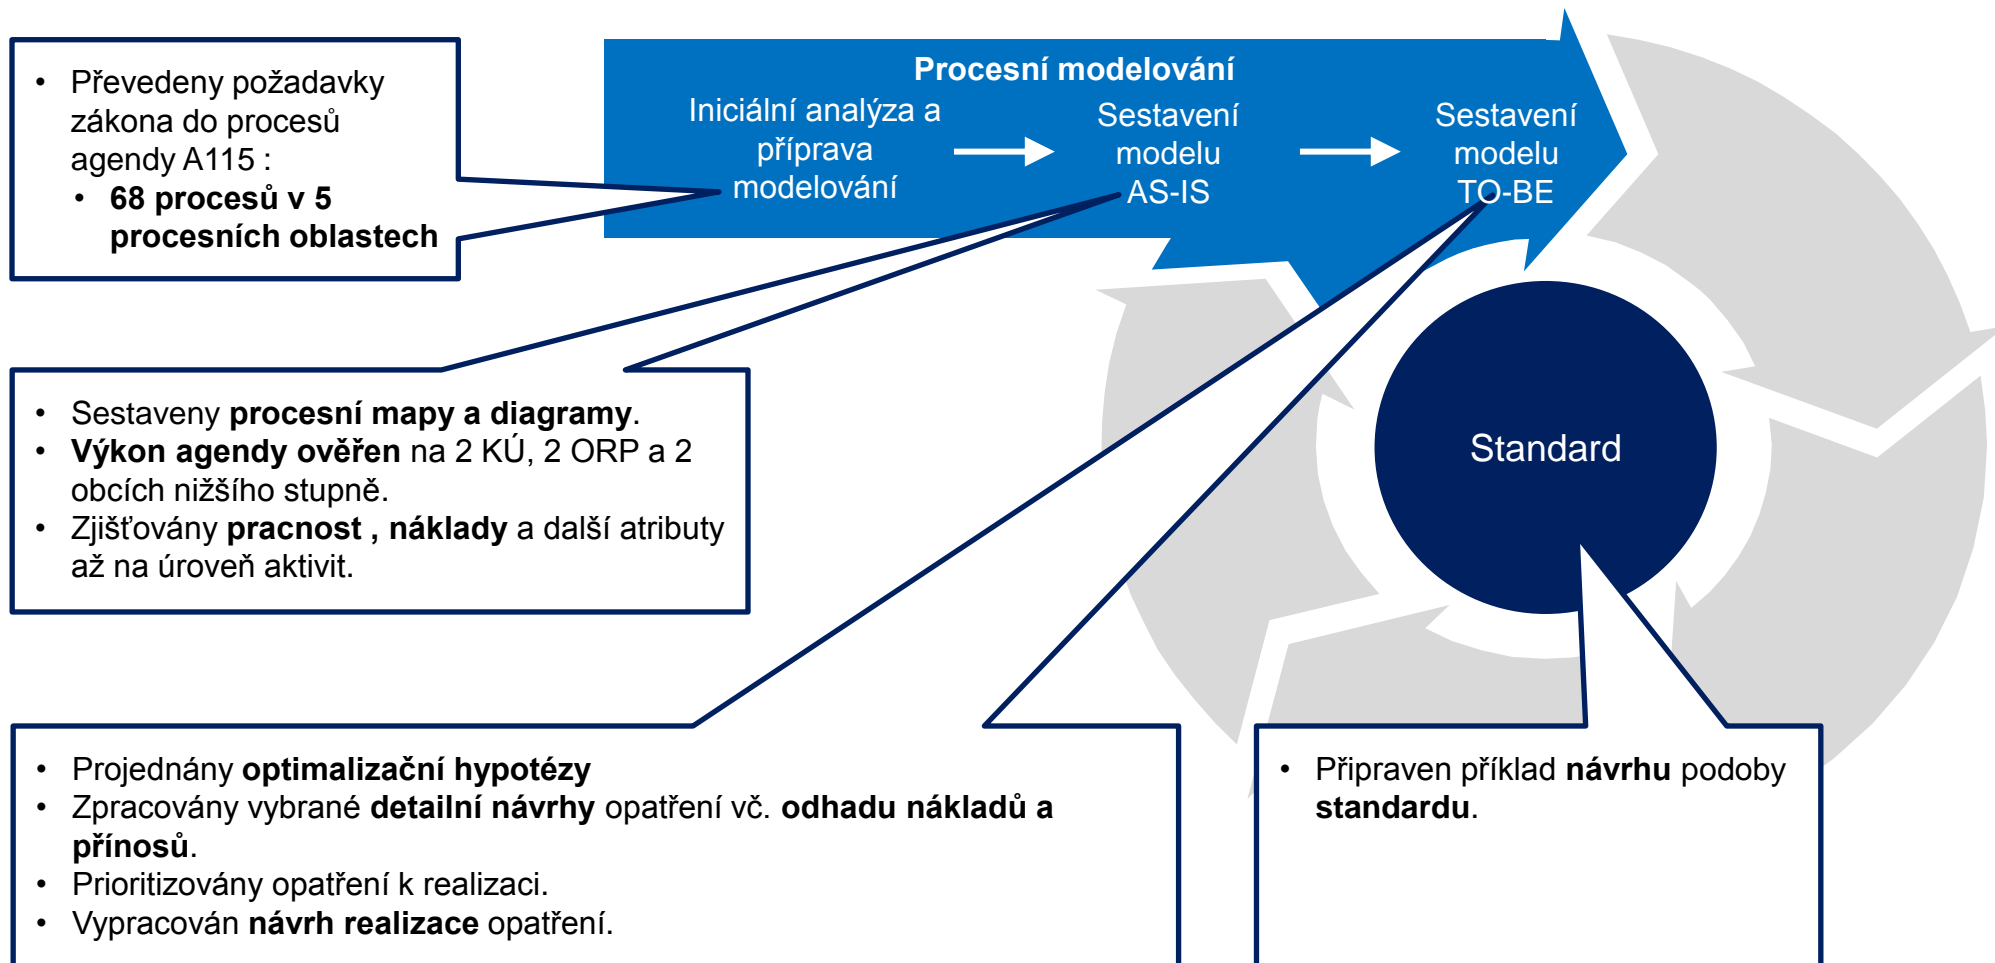 Procesní modelování
Iniciální analýza a
příprava
modelování
Sestavení
modelu
AS-IS
Sestavení
modelu
TO-BE
• Převedeny požadavky
zákona do procesů
agendy A115 :
• 68 procesů v 5
procesních oblastech
• Sestaveny procesní mapy a diagramy.
• Výkon agendy ověřen na 2 KÚ, 2 ORP a 2
obcích nižšího stupně.
• Zjišťovány pracnost , náklady a další atributy
až na úroveň aktivit.
Standard
• Projednány optimalizační hypotézy
• Zpracovány vybrané detailní návrhy opatření vč. odhadu nákladů a
přínosů.
• Prioritizovány opatření k realizaci.
• Vypracován návrh realizace opatření.
• Připraven příklad návrhu podoby
standardu.